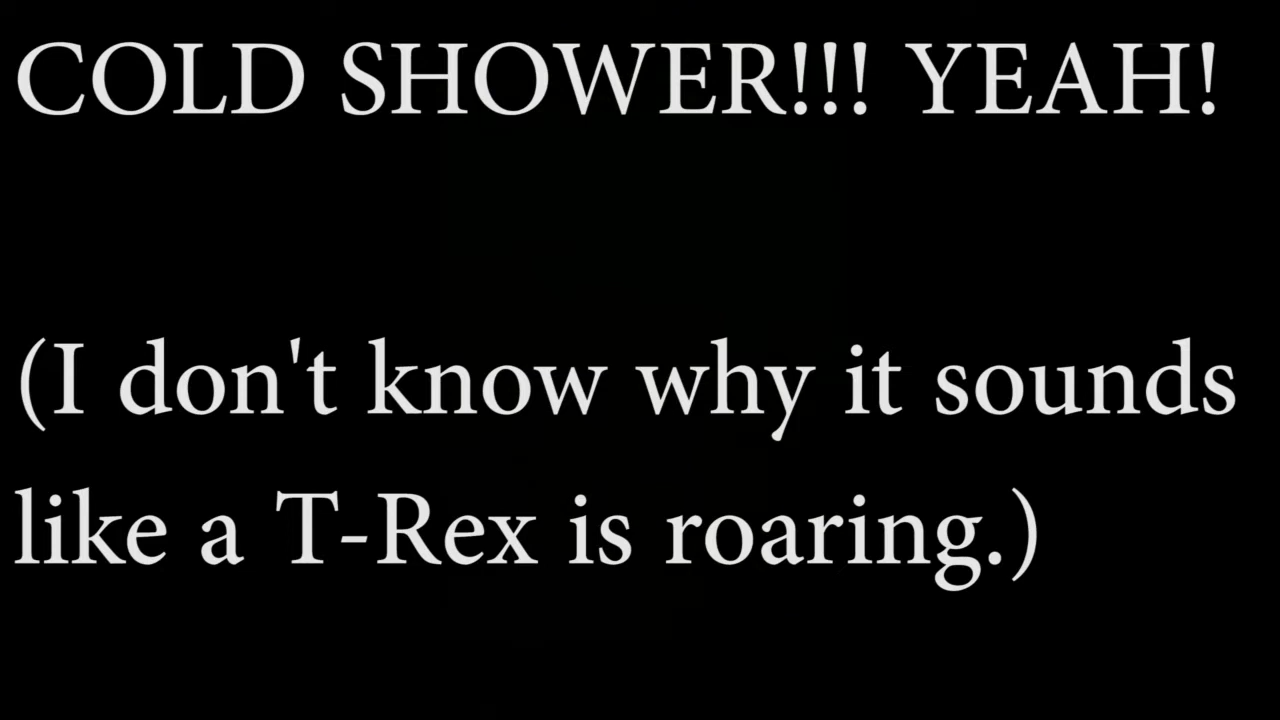 COLD SHOWER!!! YEAH!
(I don't know why it sounds
like a T-Rex is roaring.)